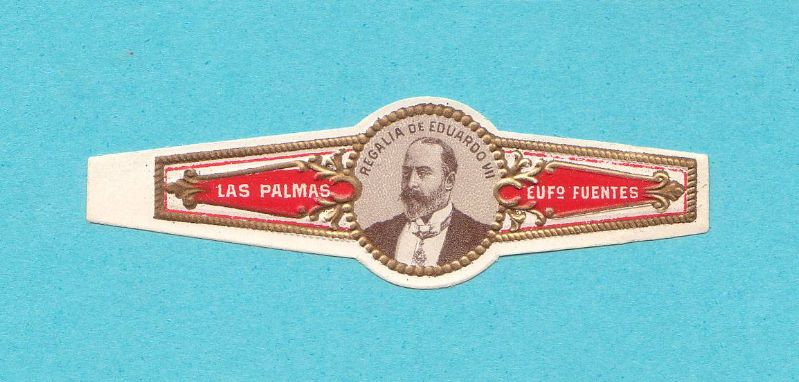 REGALIA DE EDUARDO VII
LAS PALMAS
EUFº FUENTES